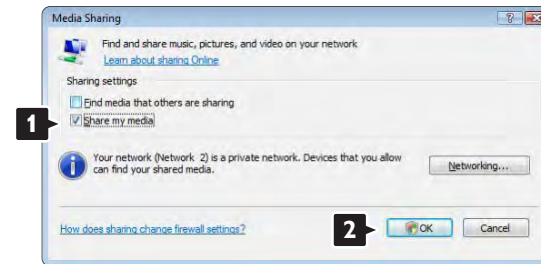 Media Sharing
Find and share music, pictures, and video on your network
Learn about sharing Online
Sharing settings
Find media that others are sharing
1
Share my media
Your network (Network 2) is a private network. Devices that you allow
can find your shared media.
Networking...
How does sharing change firewall settings?
2
OK
Cancel